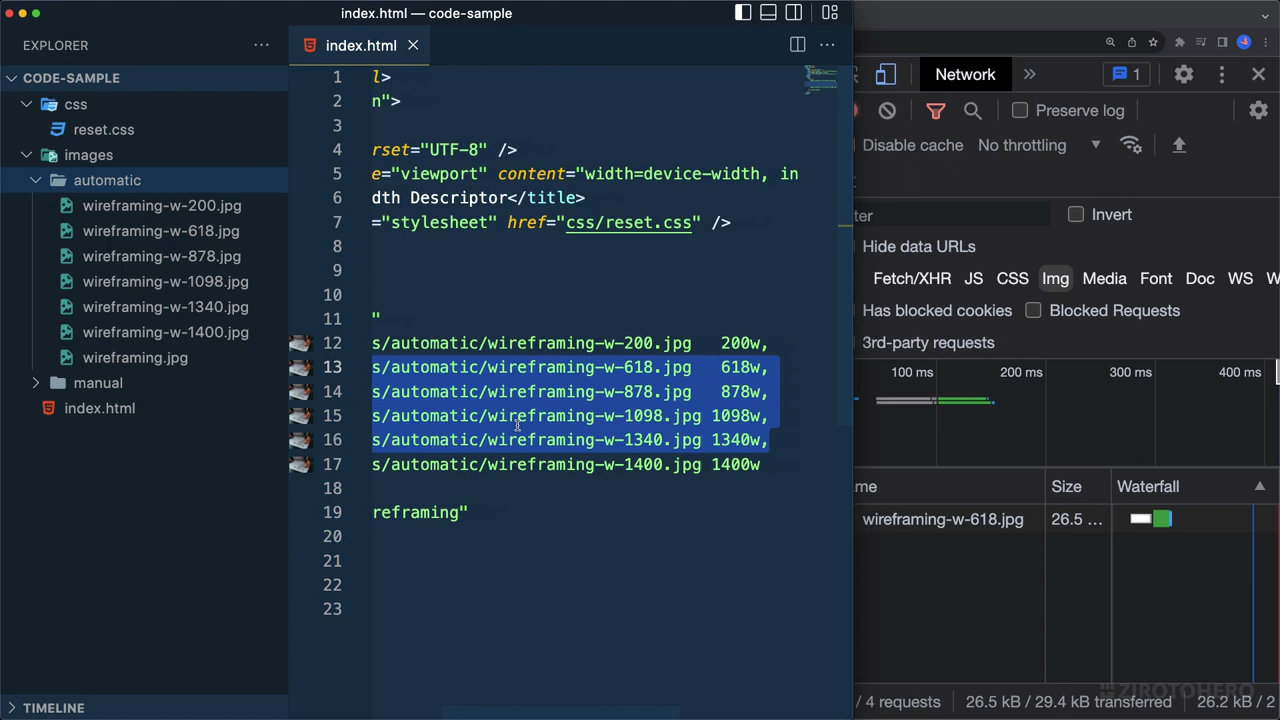 index.html — code-sample
EXPLORER
CODE-SAMPLE
css
reset.css
images
automatic
wireframing-w-200.jpg
wireframing-w-618.jpg
wireframing-w-878.jpg
wireframing-w-1098.jpg
wireframing-w-1340.jpg
wireframing-w-1400.jpg
wireframing.jpg
manual
index.html
TIMELINE
index.html
1 l>
2 n">
3
4 rset="UTF-8" />
5 e="viewport" content="width=device-width, in
6 dth Descriptor</title>
7 ="stylesheet" href="css/reset.css" />
8
9
10
11 "
12 s/automatic/wireframing-w-200.jpg 200w,
13 s/automatic/wireframing-w-618.jpg 618w,
14 s/automatic/wireframing-w-878.jpg 878w,
15 s/automatic/wireframing-w-1098.jpg 1098w,
16 s/automatic/wireframing-w-1340.jpg 1340w,
17 s/automatic/wireframing-w-1400.jpg 1400w
18
19 reframing"
20
21
22
23
Network 1
Preserve log
Disable cache No throttling
ter Invert
Hide data URLs
Fetch/XHR JS CSS Img Media Font Doc WS W
Has blocked cookies Blocked Requests
3rd-party requests
100 ms 200 ms 300 ms 400 ms
me Size Waterfall
wireframing-w-618.jpg 26.5 ...
/ 4 requests 26.5 kB / 29.4 kB transferred 26.2 kB / 2
ZIROTOHERO